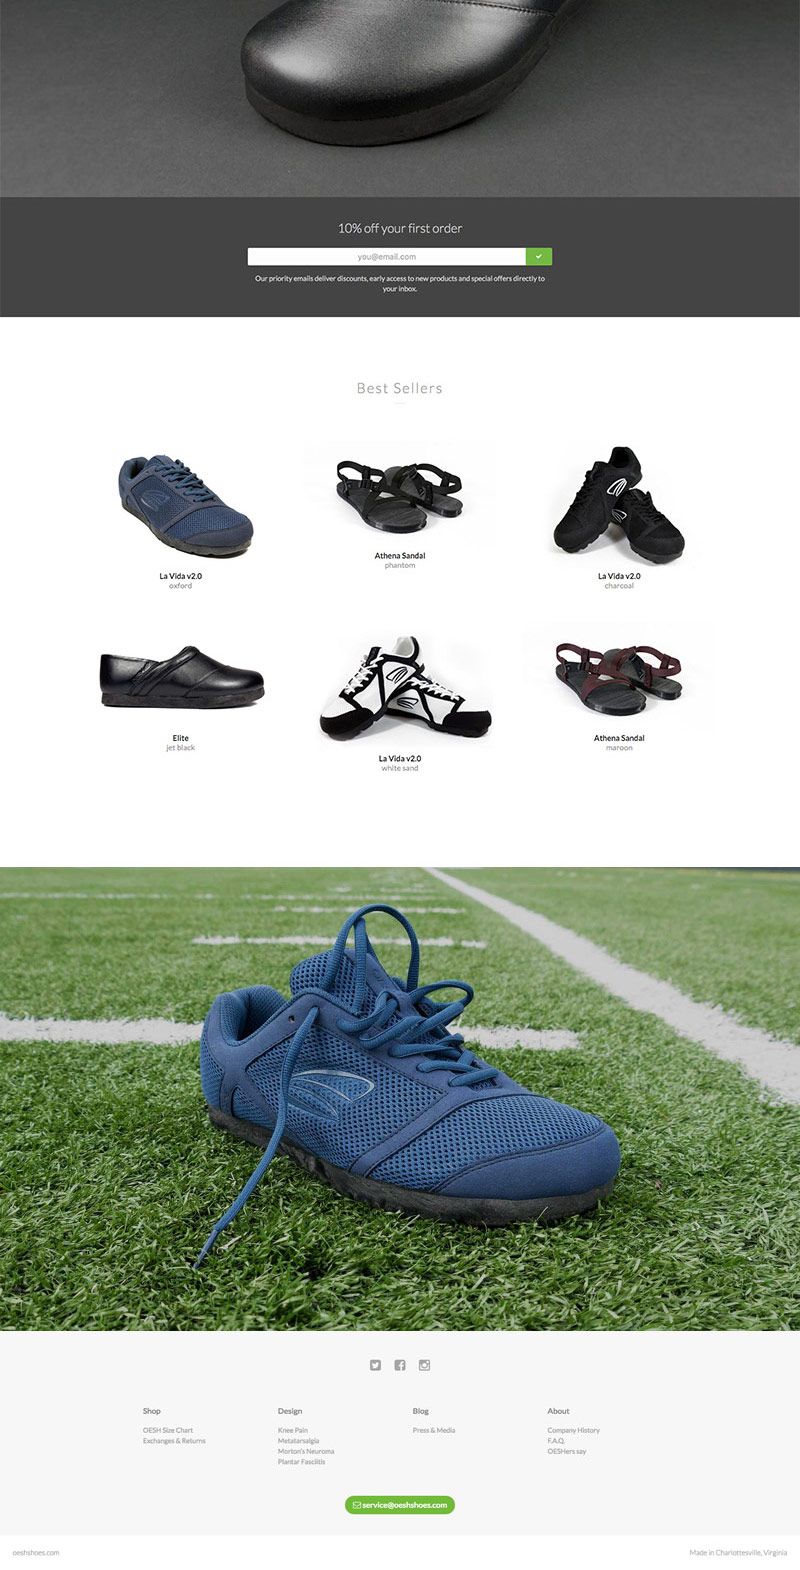 10% off your first order
you@email.com
Our priority emails deliver discounts, early access to new products and special offers directly to
your inbox.
Best Sellers
La Vida v2.0
oxford
Athena Sandal
phantom
La Vida v2.0
charcoal
Elite
jet black
La Vida v2.0
white sand
Athena Sandal
maroon
Shop
OESH Size Chart
Exchanges & Returns
Design
Knee Pain
Metatarsalgia
Morton's Neuroma
Plantar Fasciitis
Blog
Press & Media
About
Company History
F.A.Q.
OESHers say
service@oeshshoes.com
oeshshoes.com
Made in Charlottesville, Virginia